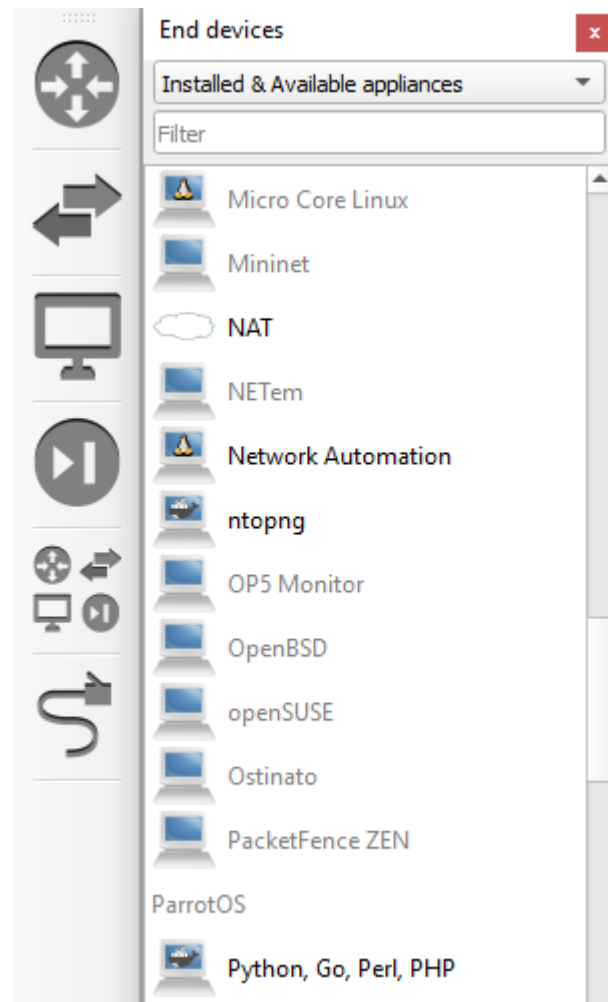 End devices
x
Installed & Available appliances
Filter
Micro Core Linux
Mininet
NAT
NETem
Network Automation
ntopng
OP5 Monitor
OpenBSD
openSUSE
Ostinato
PacketFence ZEN
ParrotOS
Python, Go, Perl, PHP